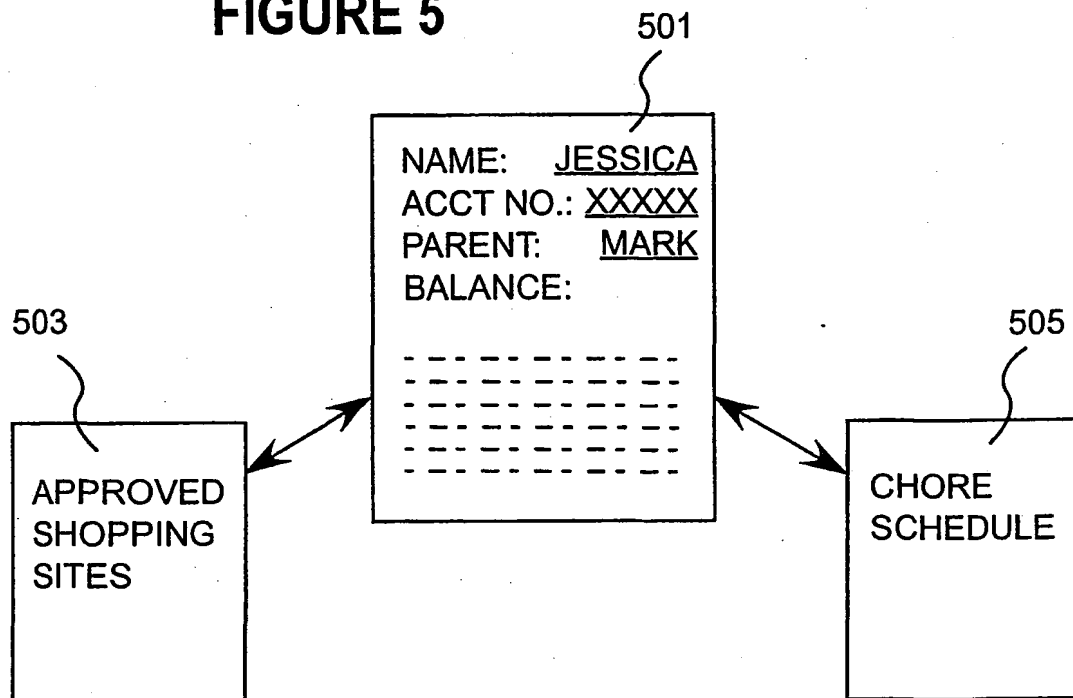 FIGURE 5
501
NAME: JESSICA
ACCT NO.: XXXXX
PARENT: MARK
BALANCE:
503
505
APPROVED
SHOPPING
SITES
CHORE
SCHEDULE